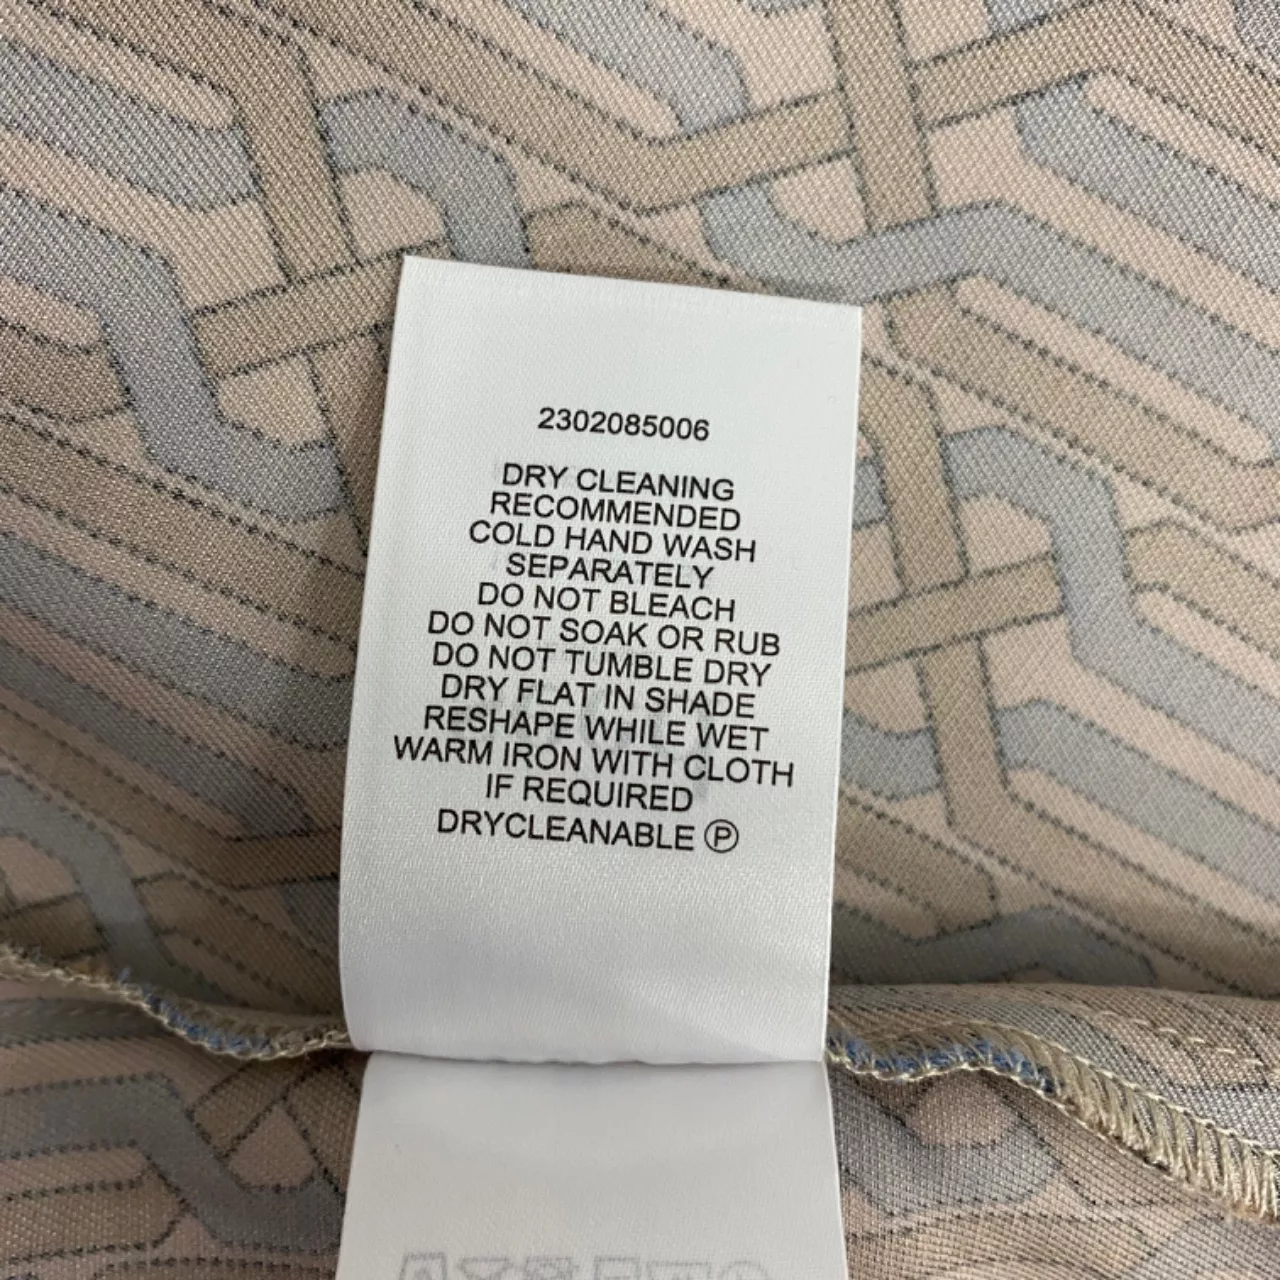 2302085006
DRY CLEANING
RECOMMENDED
COLD HAND WASH
SEPARATELY
DO NOT BLEACH
DO NOT SOAK OR RUB
DO NOT TUMBLE DRY
DRY FLAT IN SHADE
RESHAPE WHILE WET
WARM IRON WITH CLOTH
IF REQUIRED
DRYCLEANABLE Ⓟ